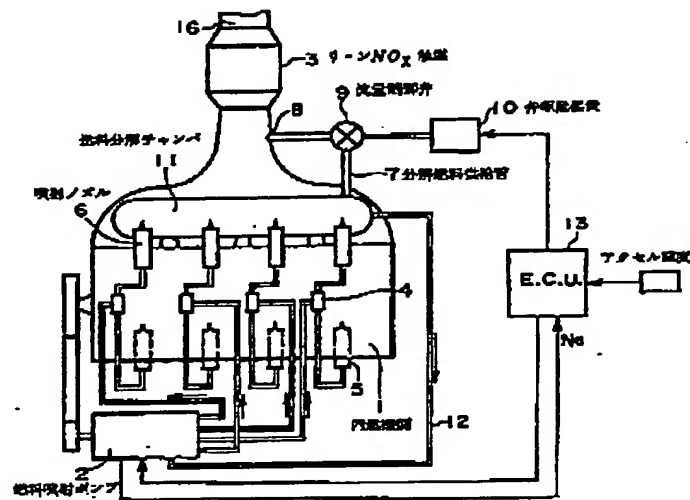 16
3 リーンNOx触媒
9 流量制御弁
8
10 弁駆動装置
燃料分解チャンバ
11
7分解燃料供給管
噴射ノズル
6
13
アクセル開度
E.C.U.
4
Ne
5
1
内燃機関
12
2
燃料噴射ポンプ